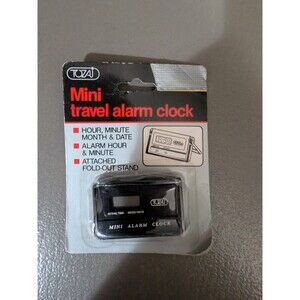 TOZAJ
Mini
travel alarm clock
HOUR, MINUTE
MONTH & DATE
ALARM HOUR
& MINUTE
ATTACHED
FOLD-OUT STAND
TOZAJ
MINI ALARM CLOCK